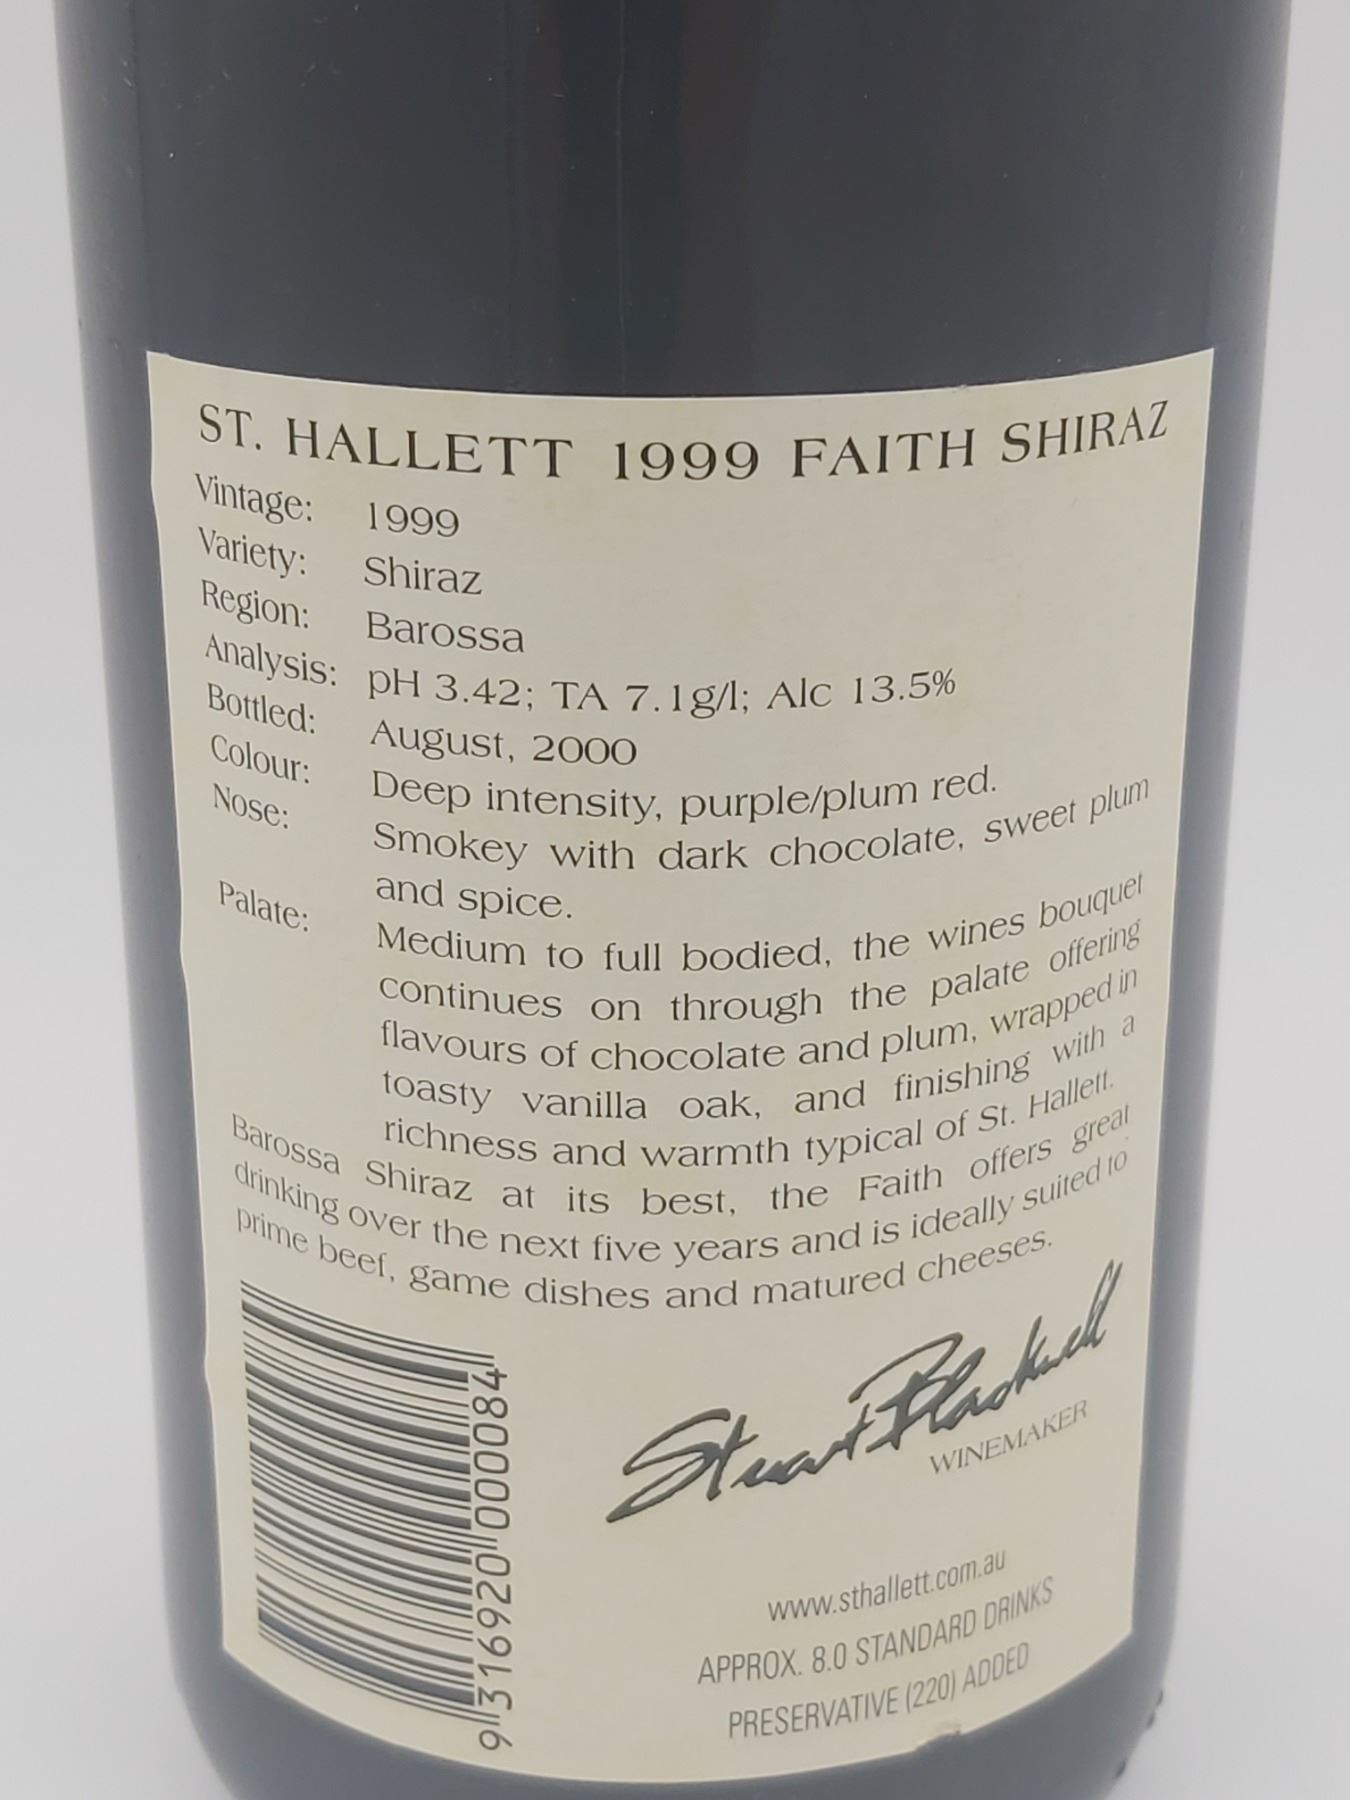 ST. HALLETT 1999 FAITH SHIRAZ
Vintage: 1999
Variety: Shiraz
Region: Barossa
Analysis: pH 3.42; TA 7.1g/l; Alc 13.5%
Bottled: August, 2000
Colour: Deep intensity, purple/plum red.
Nose: Smokey with dark chocolate, sweet plum
and spice.
Palate: Medium to full bodied, the wines bouquet
continues on through the palate offering
flavours of chocolate and plum, wrapped in
toasty vanilla oak, and finishing with a
richness and warmth typical of St. Hallett.
Barossa Shiraz at its best, the Faith offers great
drinking over the next five years and is ideally suited to
prime beef, game dishes and matured cheeses.
Stuart Blackwell
WINEMAKER
www.sthallett.com.au
APPROX. 8.0 STANDARD DRINKS
PRESERVATIVE (220) ADDED
9 316920 000084